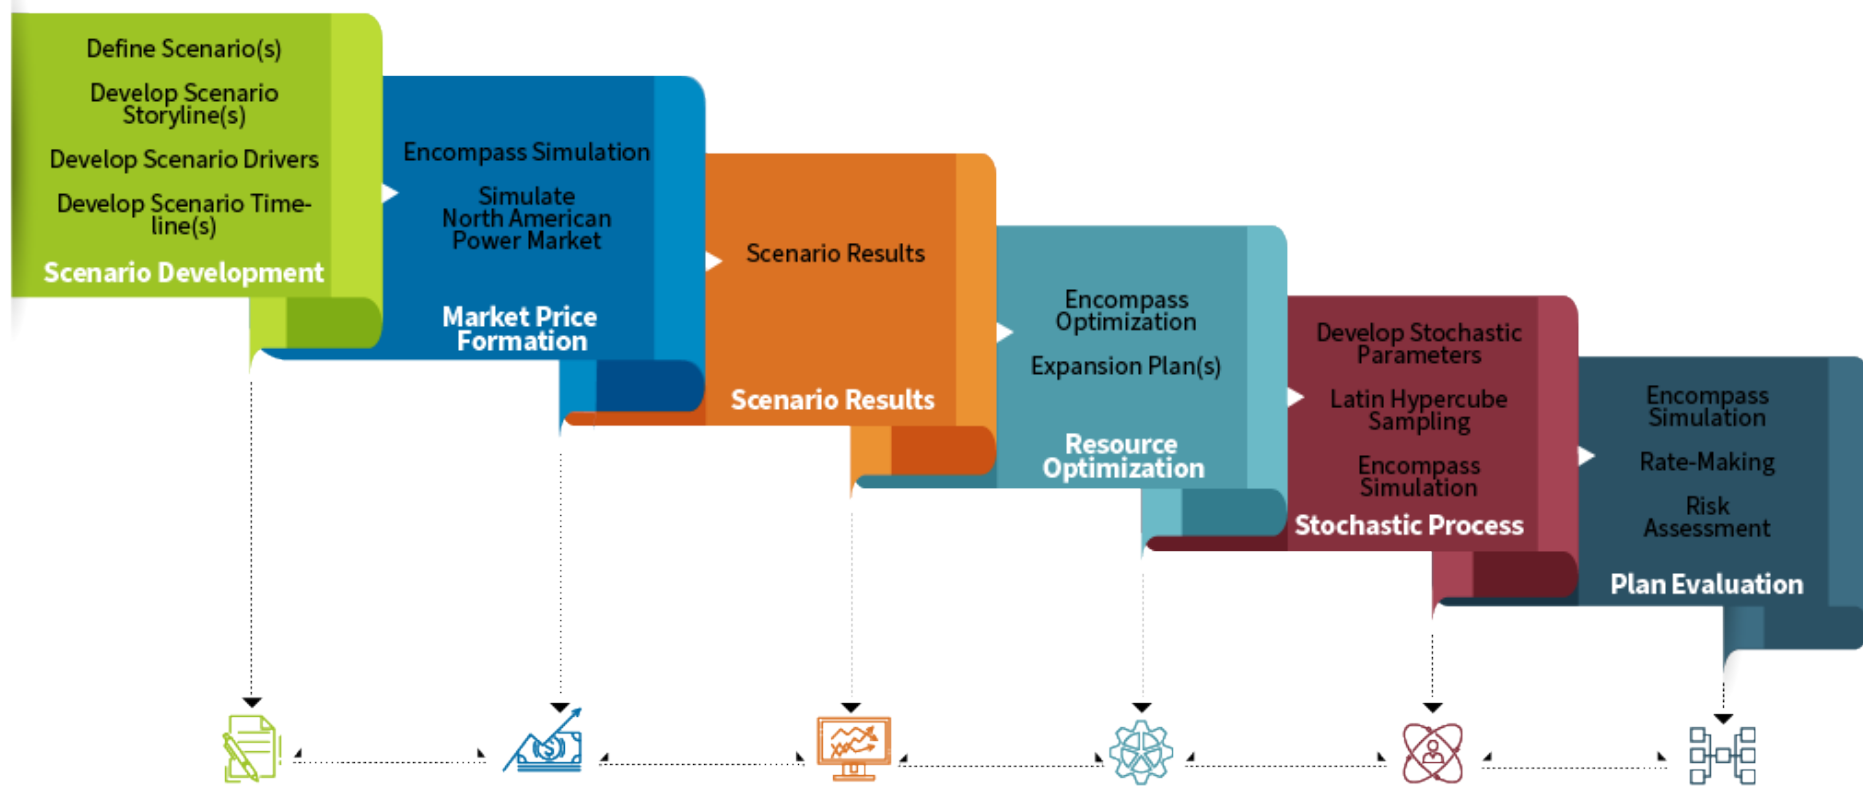 Define Scenario(s)
Develop Scenario
Storyline(s)
Develop Scenario Drivers
Develop Scenario Time-
line(s)
Scenario Development
Encompass Simulation
Simulate
North American
Power Market
Market Price
Formation
Scenario Results
Scenario Results
Encompass
Optimization
Expansion Plan(s)
Resource
Optimization
Develop Stochastic
Parameters
Latin Hypercube
Sampling
Encompass
Simulation
Stochastic Process
Encompass
Simulation
Rate-Making
Risk
Assessment
Plan Evaluation
$